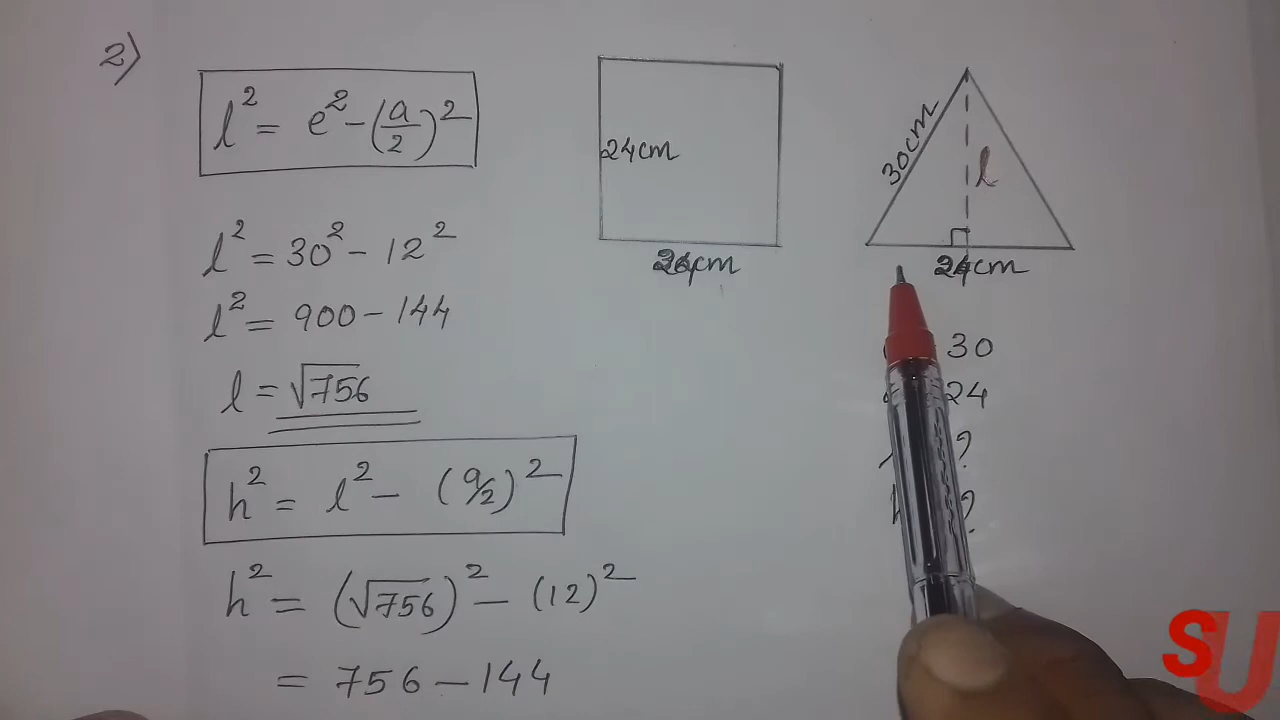 2)
l² = e² - (a/2)²
l² = 30² - 12²
l² = 900 - 144
l = √756
h² = l² - (a/2)²
h² = (√756)² - (12)²
= 756 - 144
24cm
24cm
30cm
l
24cm
30
24
?
?
SU